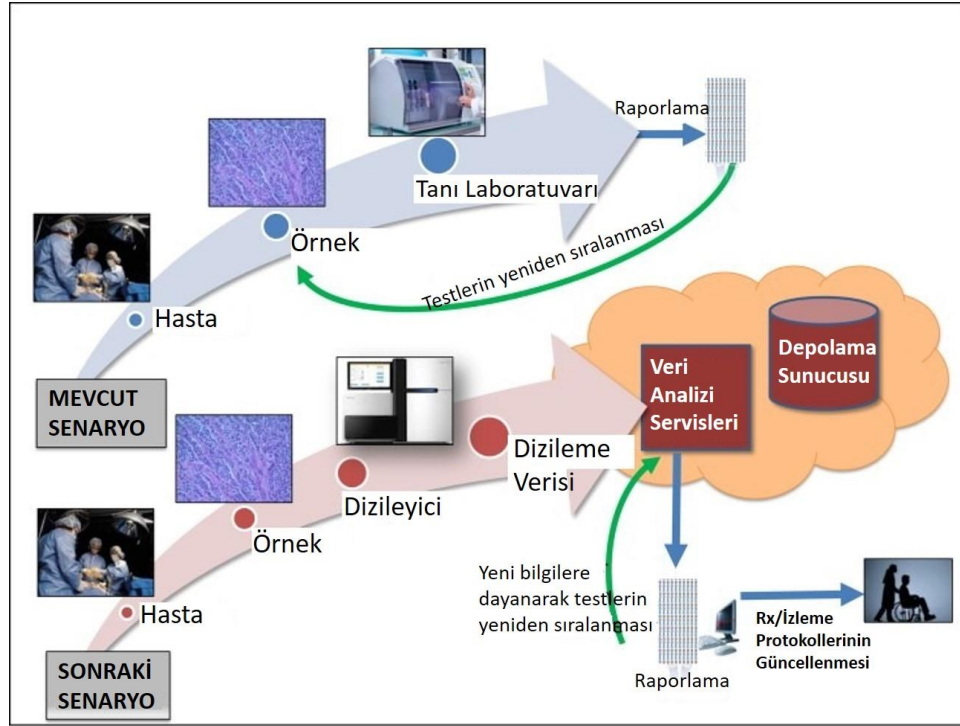 Raporlama
Tanı Laboratuvarı
Örnek
Testlerin yeniden sıralanması
Hasta
MEVCUT
SENARYO
Veri
Analizi
Servisleri
Depolama
Sunucusu
Dizileme
Verisi
Dizileyici
Örnek
Hasta
SONRAKİ
SENARYO
Yeni bilgilere
dayanarak testlerin
yeniden sıralanması
Raporlama
Rx/İzleme
Protokollerinin
Güncellenmesi